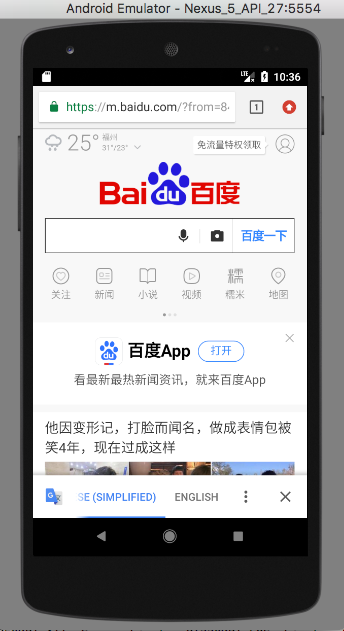 Android Emulator - Nexus_5_API_27:5554
LTE 10:36
https://m.baidu.com/?from=84
1
25° 福州
31°/23°
免流量特权领取
Bai du 百度
百度一下
关注 新闻 小说 视频 糯米 地图
du 百度App 打开
看最新最热新闻资讯，就来百度App
他因变形记，打脸而闻名，做成表情包被
笑4年，现在过成这样
SE (SIMPLIFIED) ENGLISH